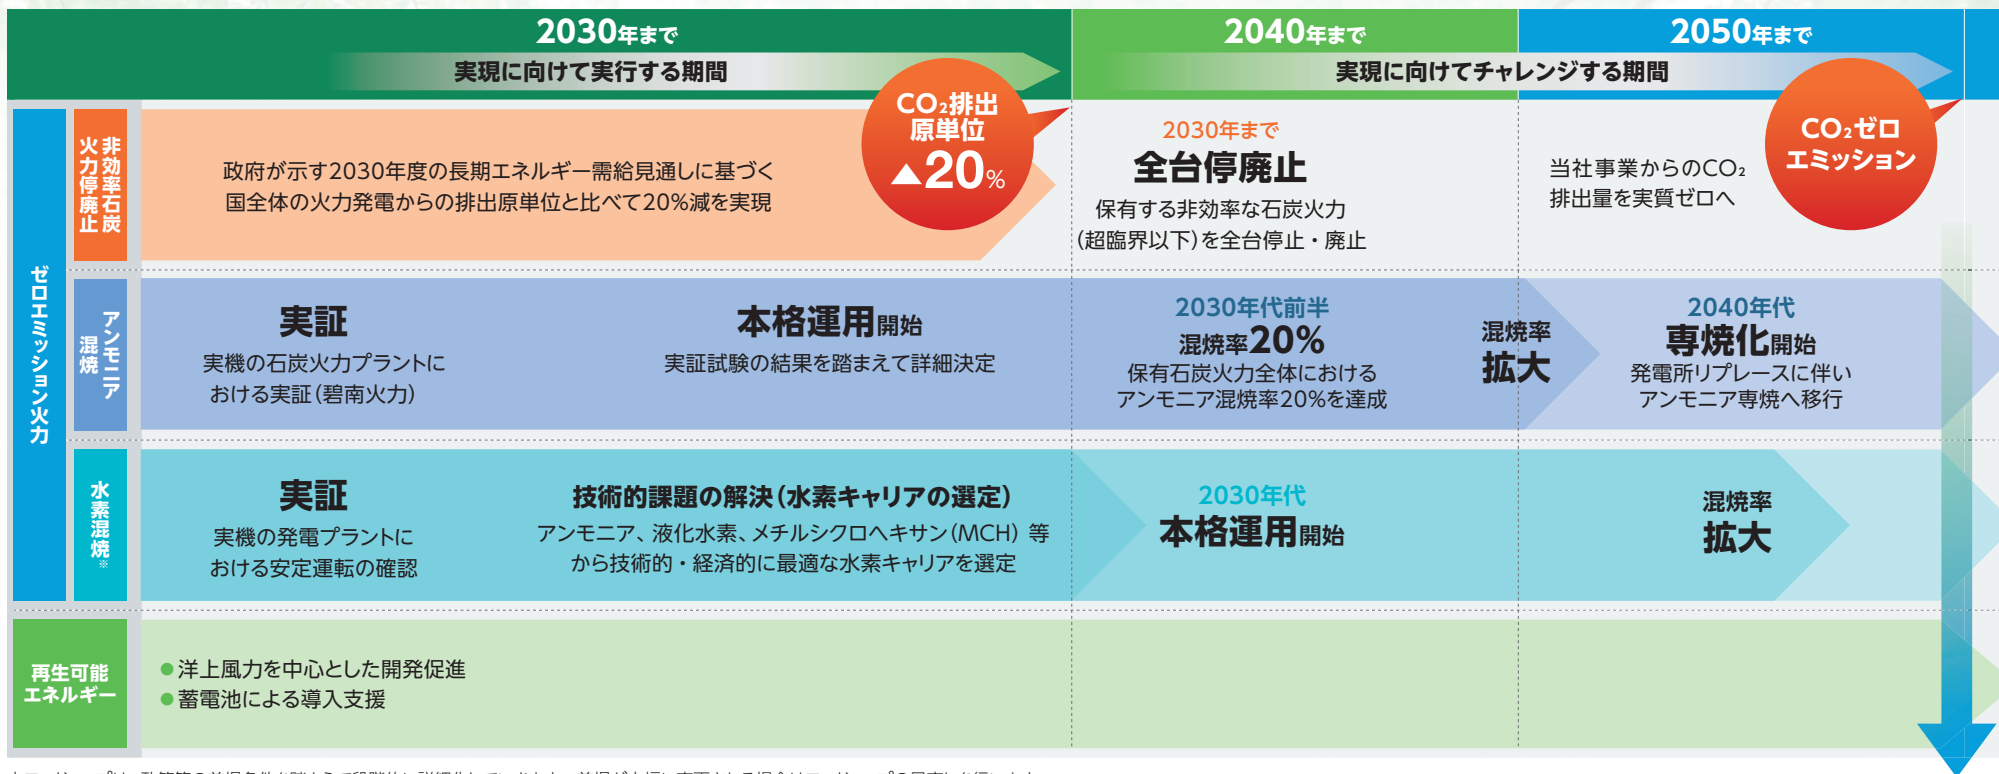 2030年まで
2040年まで
2050年まで
実現に向けて実行する期間
実現に向けてチャレンジする期間
ゼロエミッション火力
非効率石炭
火力停廃止
政府が示す2030年度の長期エネルギー需給見通しに基づく
国全体の火力発電からの排出原単位と比べて20%減を実現
CO₂排出
原単位
▲20%
2030年まで
全台停廃止
保有する非効率な石炭火力
(超臨界以下)を全台停止・廃止
当社事業からのCO₂
排出量を実質ゼロへ
CO₂ゼロ
エミッション
アンモニア
混焼
実証
実機の石炭火力プラントに
おける実証(碧南火力)
本格運用開始
実証試験の結果を踏まえて詳細決定
2030年代前半
混焼率20%
保有石炭火力全体における
アンモニア混焼率20%を達成
混焼率
拡大
2040年代
専焼化開始
発電所リプレースに伴い
アンモニア専焼へ移行
水素混焼※
実証
実機の発電プラントに
おける安定運転の確認
技術的課題の解決(水素キャリアの選定)
アンモニア、液化水素、メチルシクロヘキサン(MCH) 等
から技術的・経済的に最適な水素キャリアを選定
2030年代
本格運用開始
混焼率
拡大
再生可能
エネルギー
●洋上風力を中心とした開発促進
●蓄電池による導入支援